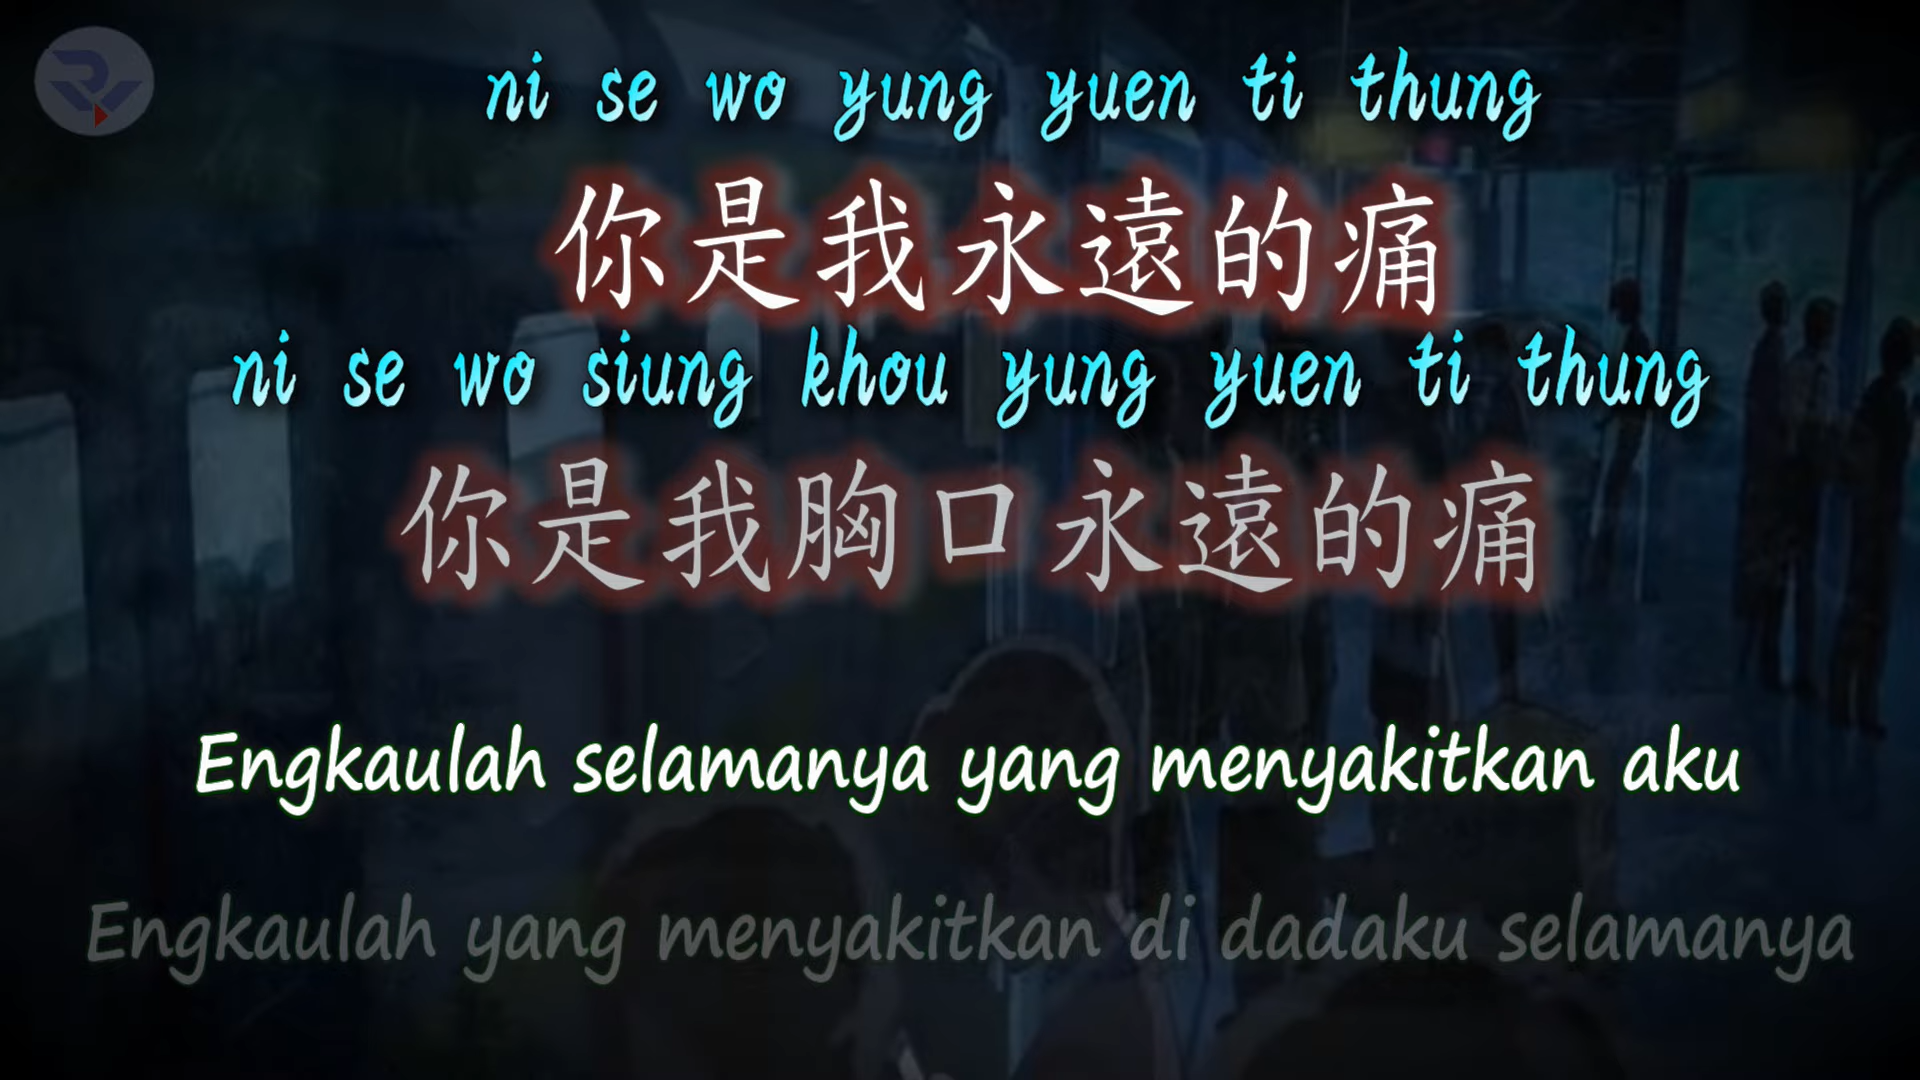 ni se wo yung yuen ti thung
你是我永遠的痛
ni se wo siung khou yung yuen ti thung
你是我胸口永遠的痛
Engkaulah selamanya yang menyakitkan aku
Engkaulah yang menyakitkan di dadaku selamanya